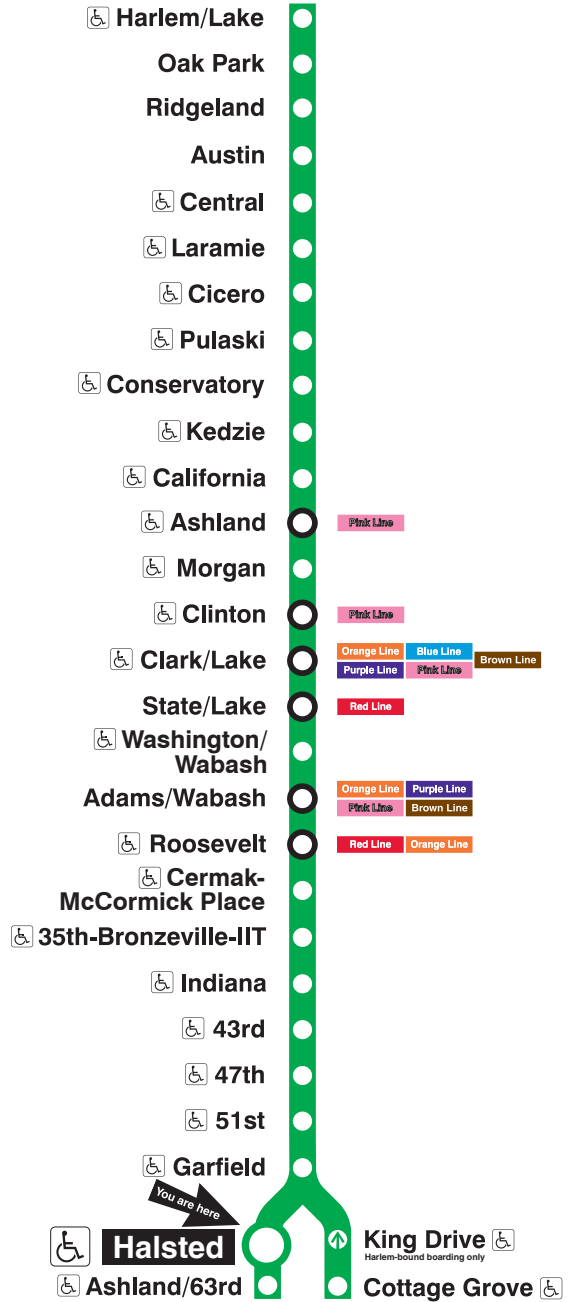 Harlem/Lake
Oak Park
Ridgeland
Austin
Central
Laramie
Cicero
Pulaski
Conservatory
Kedzie
California
Ashland
Pink Line
Morgan
Clinton
Pink Line
Clark/Lake
Orange Line Blue Line
Brown Line
Purple Line Pink Line
State/Lake
Red Line
Washington/
Wabash
Adams/Wabash
Orange Line Purple Line
Pink Line Brown Line
Roosevelt
Red Line Orange Line
Cermak-
McCormick Place
35th-Bronzeville-IIT
Indiana
43rd
47th
51st
Garfield
You are here
Halsted
King Drive
Harlem-bound boarding only
Ashland/63rd
Cottage Grove